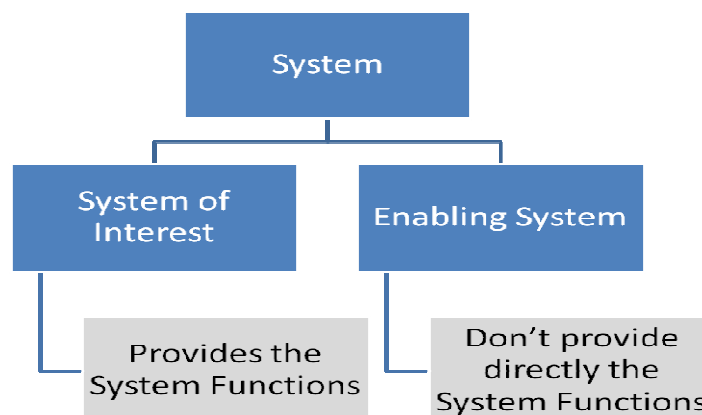 System
System of
Interest
Enabling System
Provides the
System Functions
Don't provide
directly the
System Functions